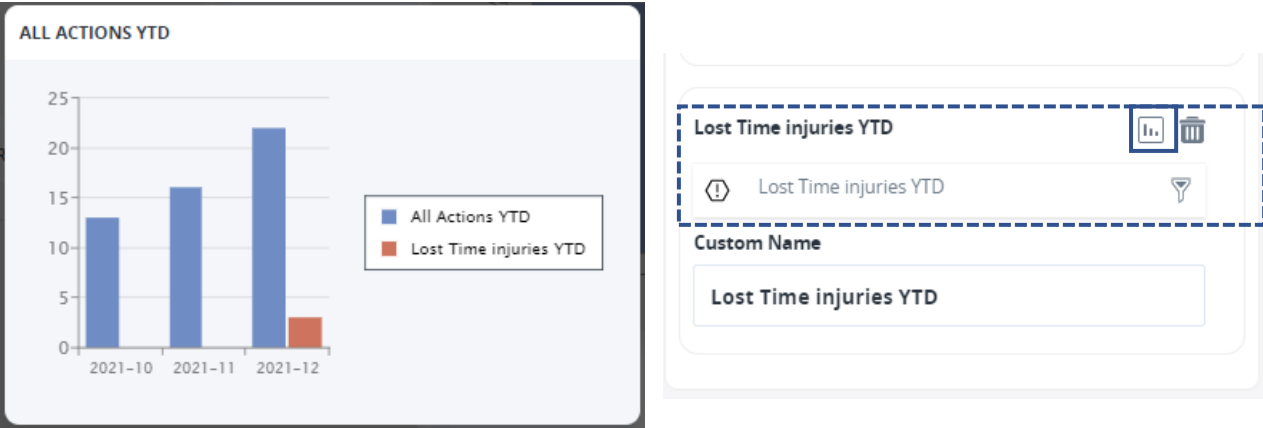 ALL ACTIONS YTD
25
20
15
10
5
0
2021-10 2021-11 2021-12
All Actions YTD
Lost Time injuries YTD
Lost Time injuries YTD
Lost Time injuries YTD
Custom Name
Lost Time injuries YTD